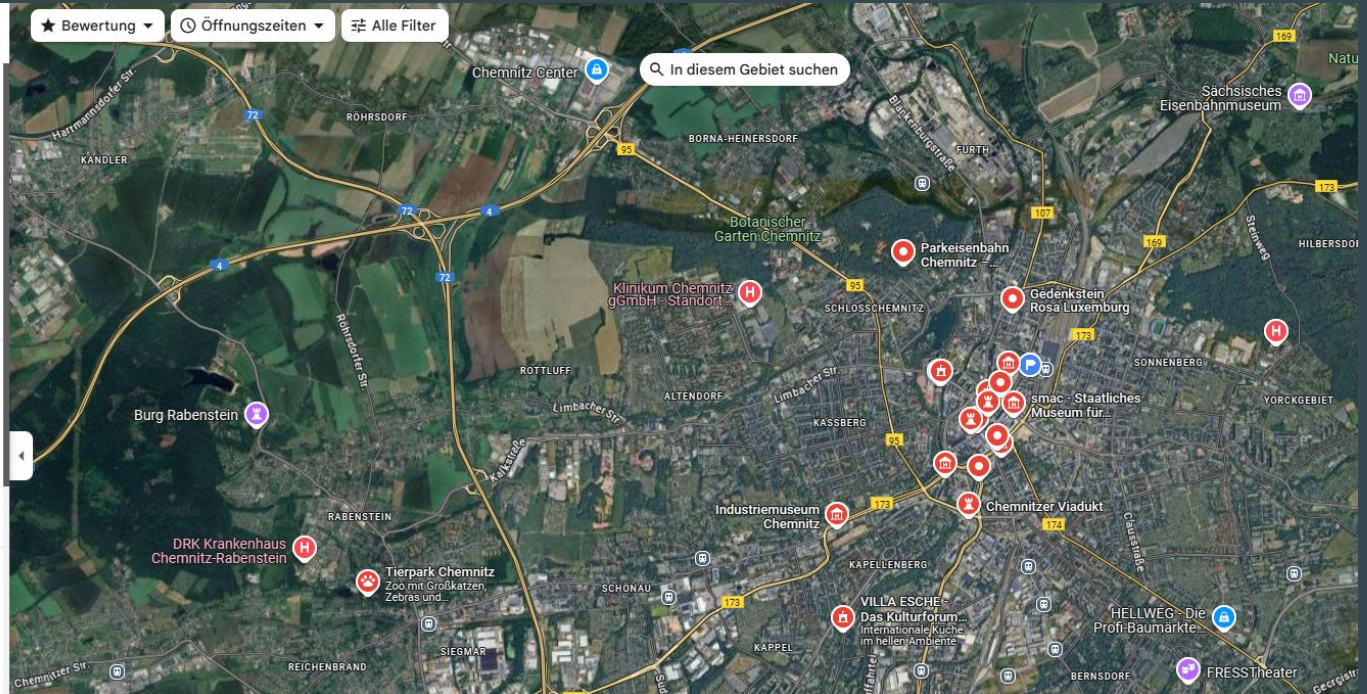 Bewertung
Öffnungszeiten
Alle Filter
In diesem Gebiet suchen
Chemnitz Center
169
Natu
Sächsisches
Eisenbahnmuseum
Hartmannsdorfer Str.
72
RÖHRSDORF
Blankenburgstraße
KÄNDLER
95
BORNA-HEINERSDORF
FURTH
173
72
4
107
Botanischer
Garten Chemnitz
Steinweg
169
HILBERSDOR
Parkeisenbahn
Chemnitz –...
4
72
95
Klinikum Chemnitz
gGmbH - Standort...
Gedenkstein
Rosa Luxemburg
SCHLOSSCHEMNITZ
Röhrsdorfer Str.
173
SONNENBERG
ROTTLUFF
Limbacher Str.
ALTENDORF
smac - Staatliches
Museum für...
YORCKGEBIET
Burg Rabenstein
Limbacher Str.
KASSBERG
95
Kalkstraße
RABENSTEIN
Industriemuseum
Chemnitz
173
Chemnitzer Viadukt
174
Clausstraße
DRK Krankenhaus
Chemnitz-Rabenstein
KAPELLENBERG
Tierpark Chemnitz
Zoo mit Großkatzen,
Zebras und...
SCHÖNAU
173
VILLA ESCHE -
Das Kulturforum...
Internationale Küche
im hellen Ambiente
HELLWEG - Die
Profi-Baumärkte...
KAPPEL
SIEGMAR
REICHENBRAND
Chemnitzer Str.
BERNSDORF
FRESSTheater